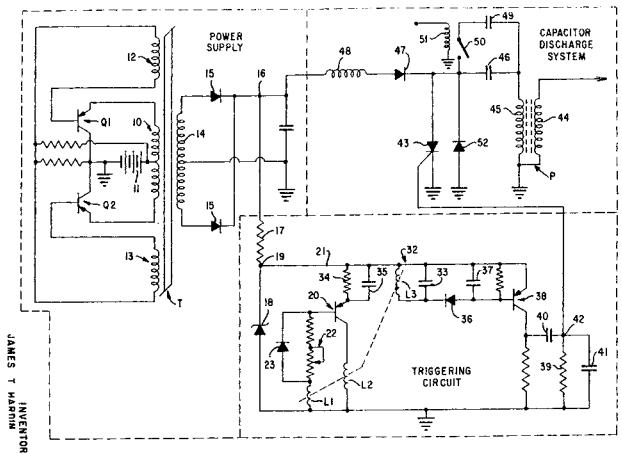 POWER
SUPPLY
CAPACITOR
DISCHARGE
SYSTEM
12
Q1
10
11
Q2
13
T
14
15
15
16
48
47
51
50
49
46
45
44
43
52
P
17
19
18
21
34
20
35
22
23
L1
L2
32
L3
33
36
37
38
40
42
39
41
TRIGGERING
CIRCUIT
INVENTOR
JAMES T HARDIN